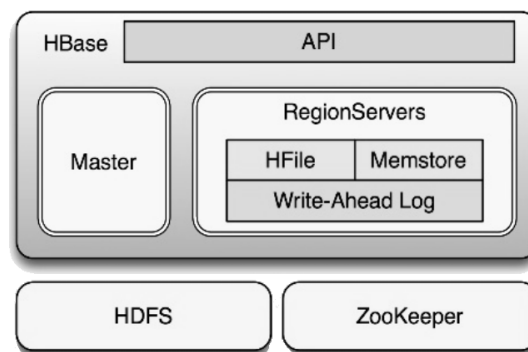 HBase API
Master
RegionServers
HFile Memstore
Write-Ahead Log
HDFS ZooKeeper